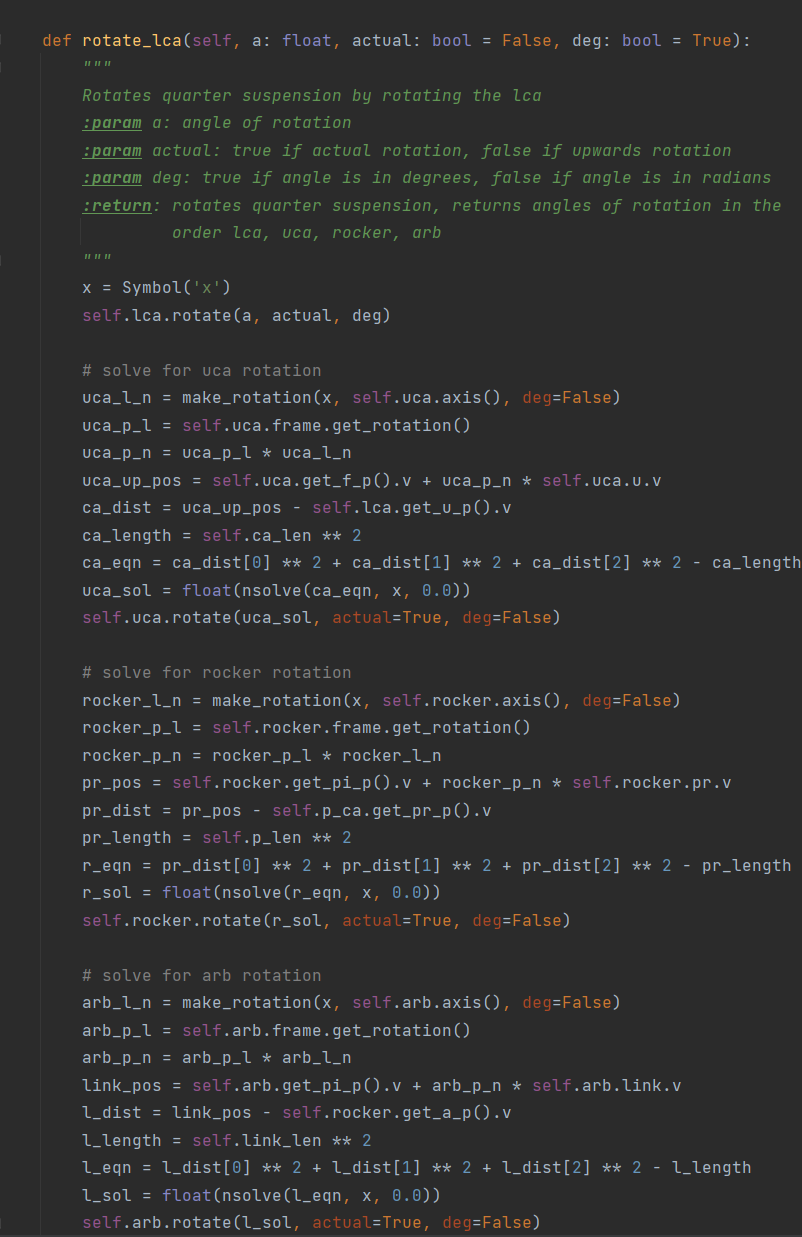 def rotate_lca(self, a: float, actual: bool = False, deg: bool = True):
"""
Rotates quarter suspension by rotating the lca
:param a: angle of rotation
:param actual: true if actual rotation, false if upwards rotation
:param deg: true if angle is in degrees, false if angle is in radians
:return: rotates quarter suspension, returns angles of rotation in the
order lca, uca, rocker, arb
"""
x = Symbol('x')
self.lca.rotate(a, actual, deg)
# solve for uca rotation
uca_l_n = make_rotation(x, self.uca.axis(), deg=False)
uca_p_l = self.uca.frame.get_rotation()
uca_p_n = uca_p_l * uca_l_n
uca_up_pos = self.uca.get_f_p().v + uca_p_n * self.uca.u.v
ca_dist = uca_up_pos - self.lca.get_u_p().v
ca_length = self.ca_len ** 2
ca_eqn = ca_dist[0] ** 2 + ca_dist[1] ** 2 + ca_dist[2] ** 2 - ca_length
uca_sol = float(nsolve(ca_eqn, x, 0.0))
self.uca.rotate(uca_sol, actual=True, deg=False)
# solve for rocker rotation
rocker_l_n = make_rotation(x, self.rocker.axis(), deg=False)
rocker_p_l = self.rocker.frame.get_rotation()
rocker_p_n = rocker_p_l * rocker_l_n
pr_pos = self.rocker.get_pi_p().v + rocker_p_n * self.rocker.pr.v
pr_dist = pr_pos - self.p_ca.get_pr_p().v
pr_length = self.p_len ** 2
r_eqn = pr_dist[0] ** 2 + pr_dist[1] ** 2 + pr_dist[2] ** 2 - pr_length
r_sol = float(nsolve(r_eqn, x, 0.0))
self.rocker.rotate(r_sol, actual=True, deg=False)
# solve for arb rotation
arb_l_n = make_rotation(x, self.arb.axis(), deg=False)
arb_p_l = self.arb.frame.get_rotation()
arb_p_n = arb_p_l * arb_l_n
link_pos = self.arb.get_pi_p().v + arb_p_n * self.arb.link.v
l_dist = link_pos - self.rocker.get_a_p().v
l_length = self.link_len ** 2
l_eqn = l_dist[0] ** 2 + l_dist[1] ** 2 + l_dist[2] ** 2 - l_length
l_sol = float(nsolve(l_eqn, x, 0.0))
self.arb.rotate(l_sol, actual=True, deg=False)